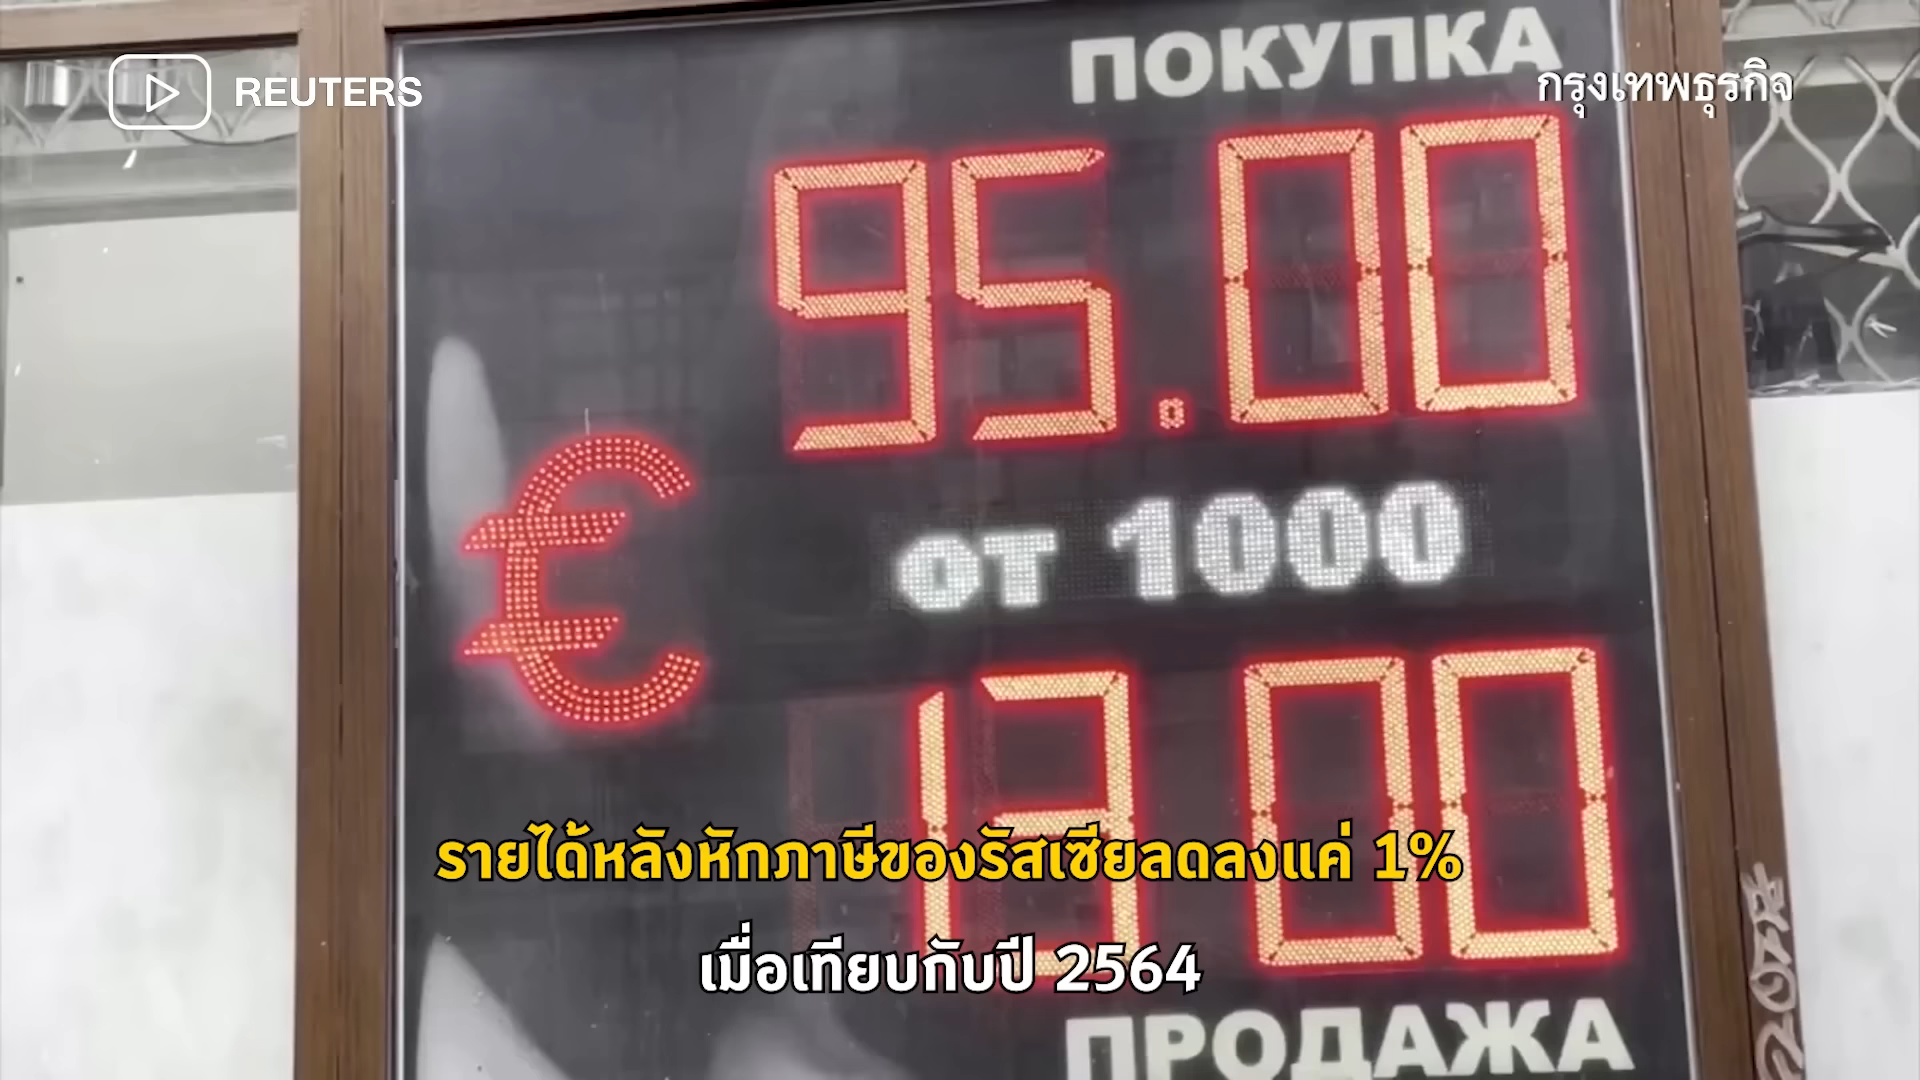 ПОКУПКА
REUTERS
กรุงเทพธุรกิจ
95.00
€
от 1000
13.00
รายได้หลังหักภาษีของรัสเซียลดลงแค่ 1%
เมื่อเทียบกับปี 2564
ПРОДАЖА